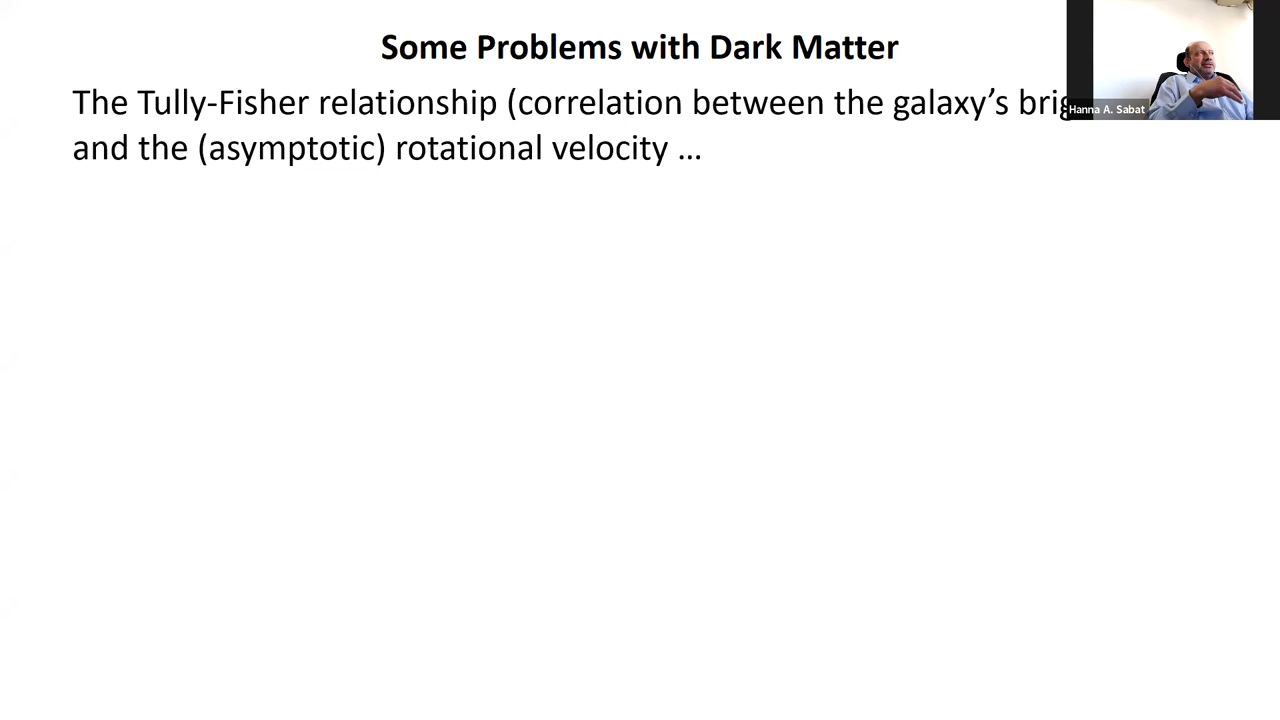 Some Problems with Dark Matter
The Tully-Fisher relationship (correlation between the galaxy's
and the (asymptotic) rotational velocity ...
Hanna A. Sabat